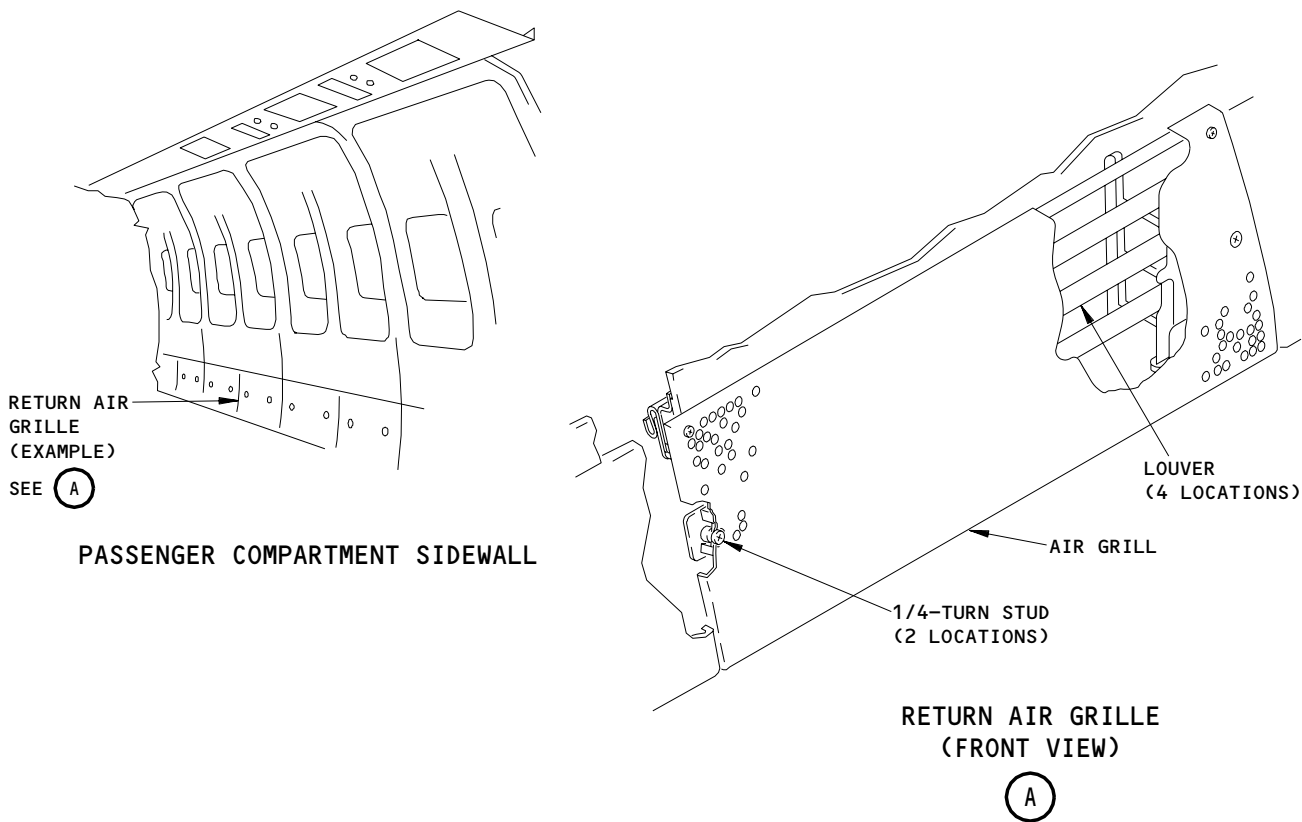 RETURN AIR
GRILLE
(EXAMPLE)
SEE A
PASSENGER COMPARTMENT SIDEWALL
LOUVER
(4 LOCATIONS)
AIR GRILL
1/4-TURN STUD
(2 LOCATIONS)
RETURN AIR GRILLE
(FRONT VIEW)
A